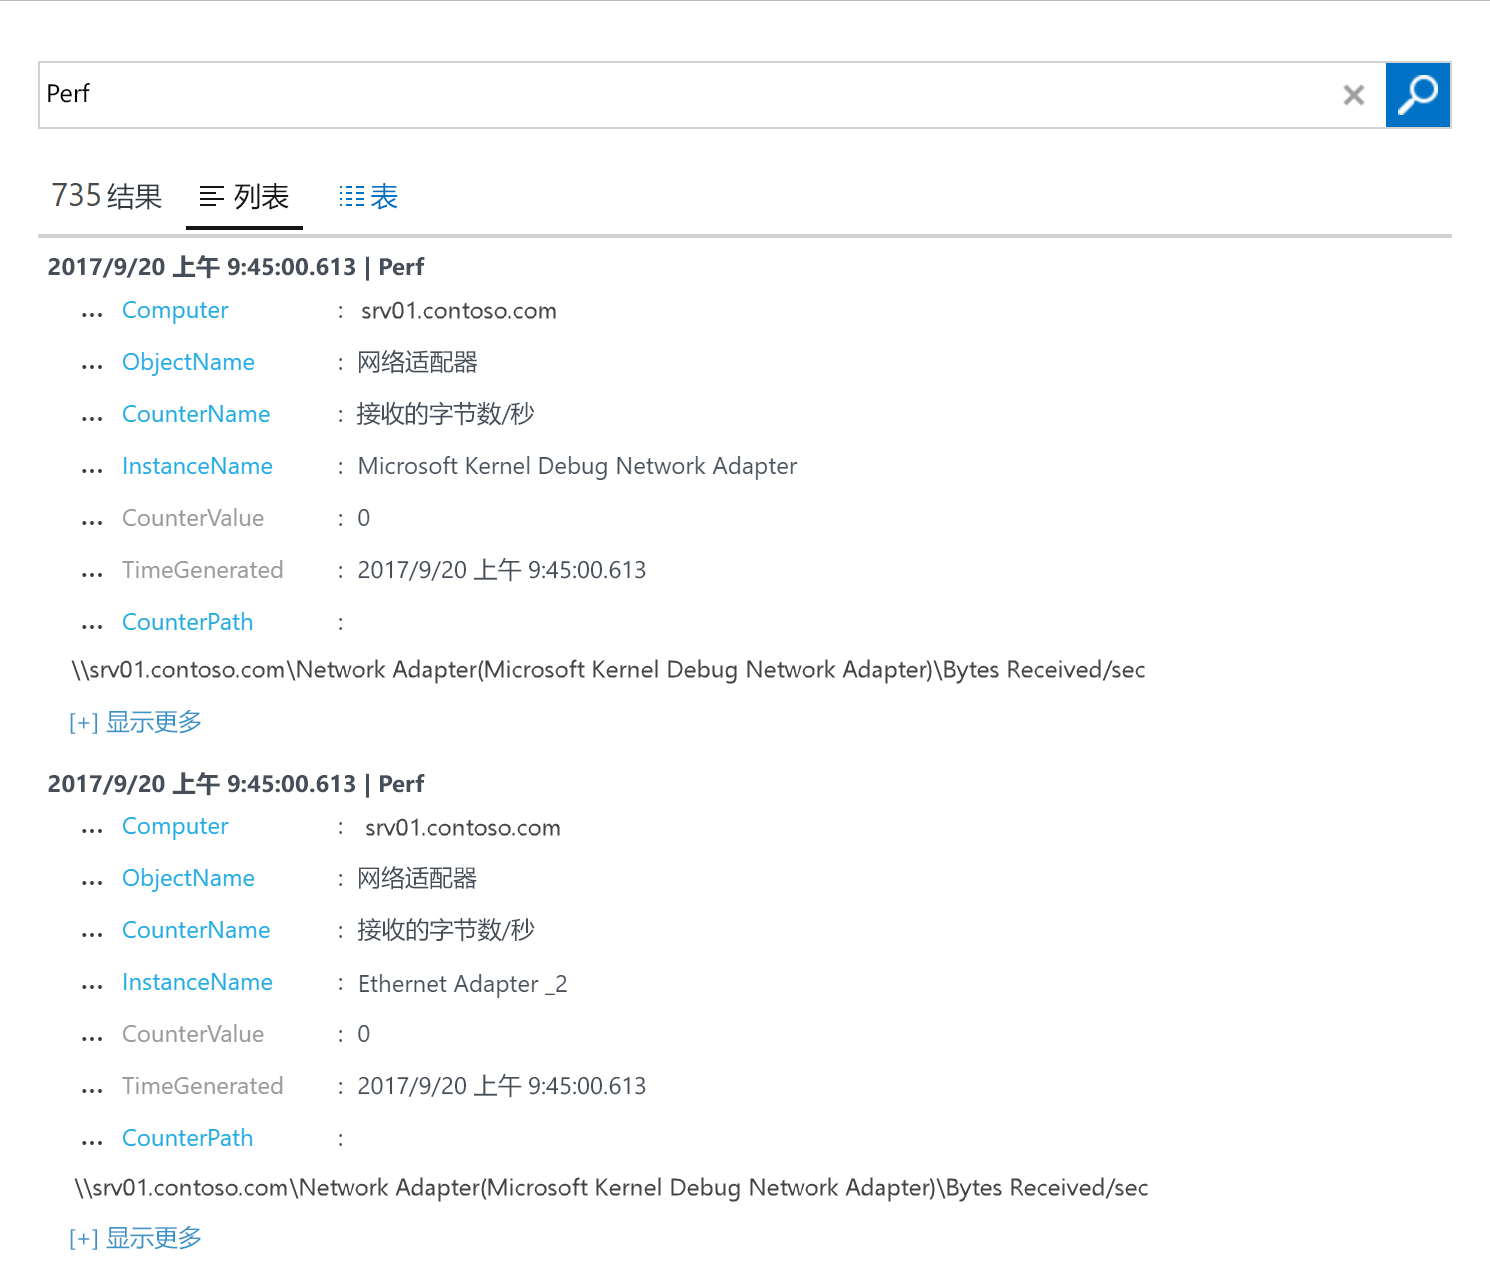 Perf
735 结果 列表 表
2017/9/20 上午 9:45:00.613 | Perf
... Computer : srv01.contoso.com
... ObjectName : 网络适配器
... CounterName : 接收的字节数/秒
... InstanceName : Microsoft Kernel Debug Network Adapter
... CounterValue : 0
... TimeGenerated : 2017/9/20 上午 9:45:00.613
... CounterPath :
\\srv01.contoso.com\Network Adapter(Microsoft Kernel Debug Network Adapter)\Bytes Received/sec
[+] 显示更多
2017/9/20 上午 9:45:00.613 | Perf
... Computer : srv01.contoso.com
... ObjectName : 网络适配器
... CounterName : 接收的字节数/秒
... InstanceName : Ethernet Adapter _2
... CounterValue : 0
... TimeGenerated : 2017/9/20 上午 9:45:00.613
... CounterPath :
\\srv01.contoso.com\Network Adapter(Microsoft Kernel Debug Network Adapter)\Bytes Received/sec
[+] 显示更多